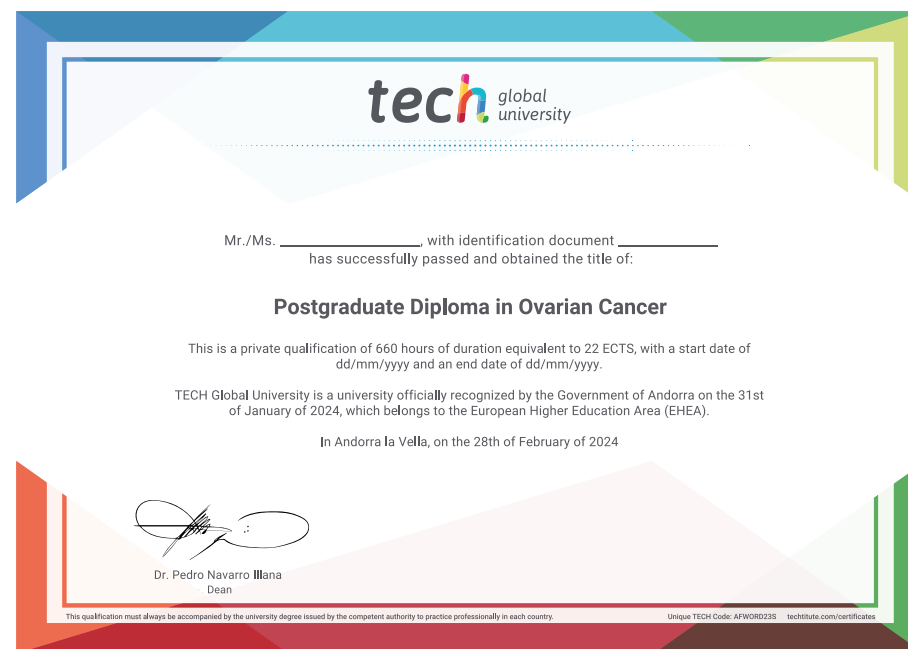 tech global university
Mr./Ms. ____________________, with identification document ______________
has successfully passed and obtained the title of:
Postgraduate Diploma in Ovarian Cancer
This is a private qualification of 660 hours of duration equivalent to 22 ECTS, with a start date of
dd/mm/yyyy and an end date of dd/mm/yyyy.
TECH Global University is a university officially recognized by the Government of Andorra on the 31st
of January of 2024, which belongs to the European Higher Education Area (EHEA).
In Andorra la Vella, on the 28th of February of 2024
Dr. Pedro Navarro Illana
Dean
This qualification must always be accompanied by the university degree issued by the competent authority to practice professionally in each country.
Unique TECH Code: AFWORD23S techtitute.com/certificates